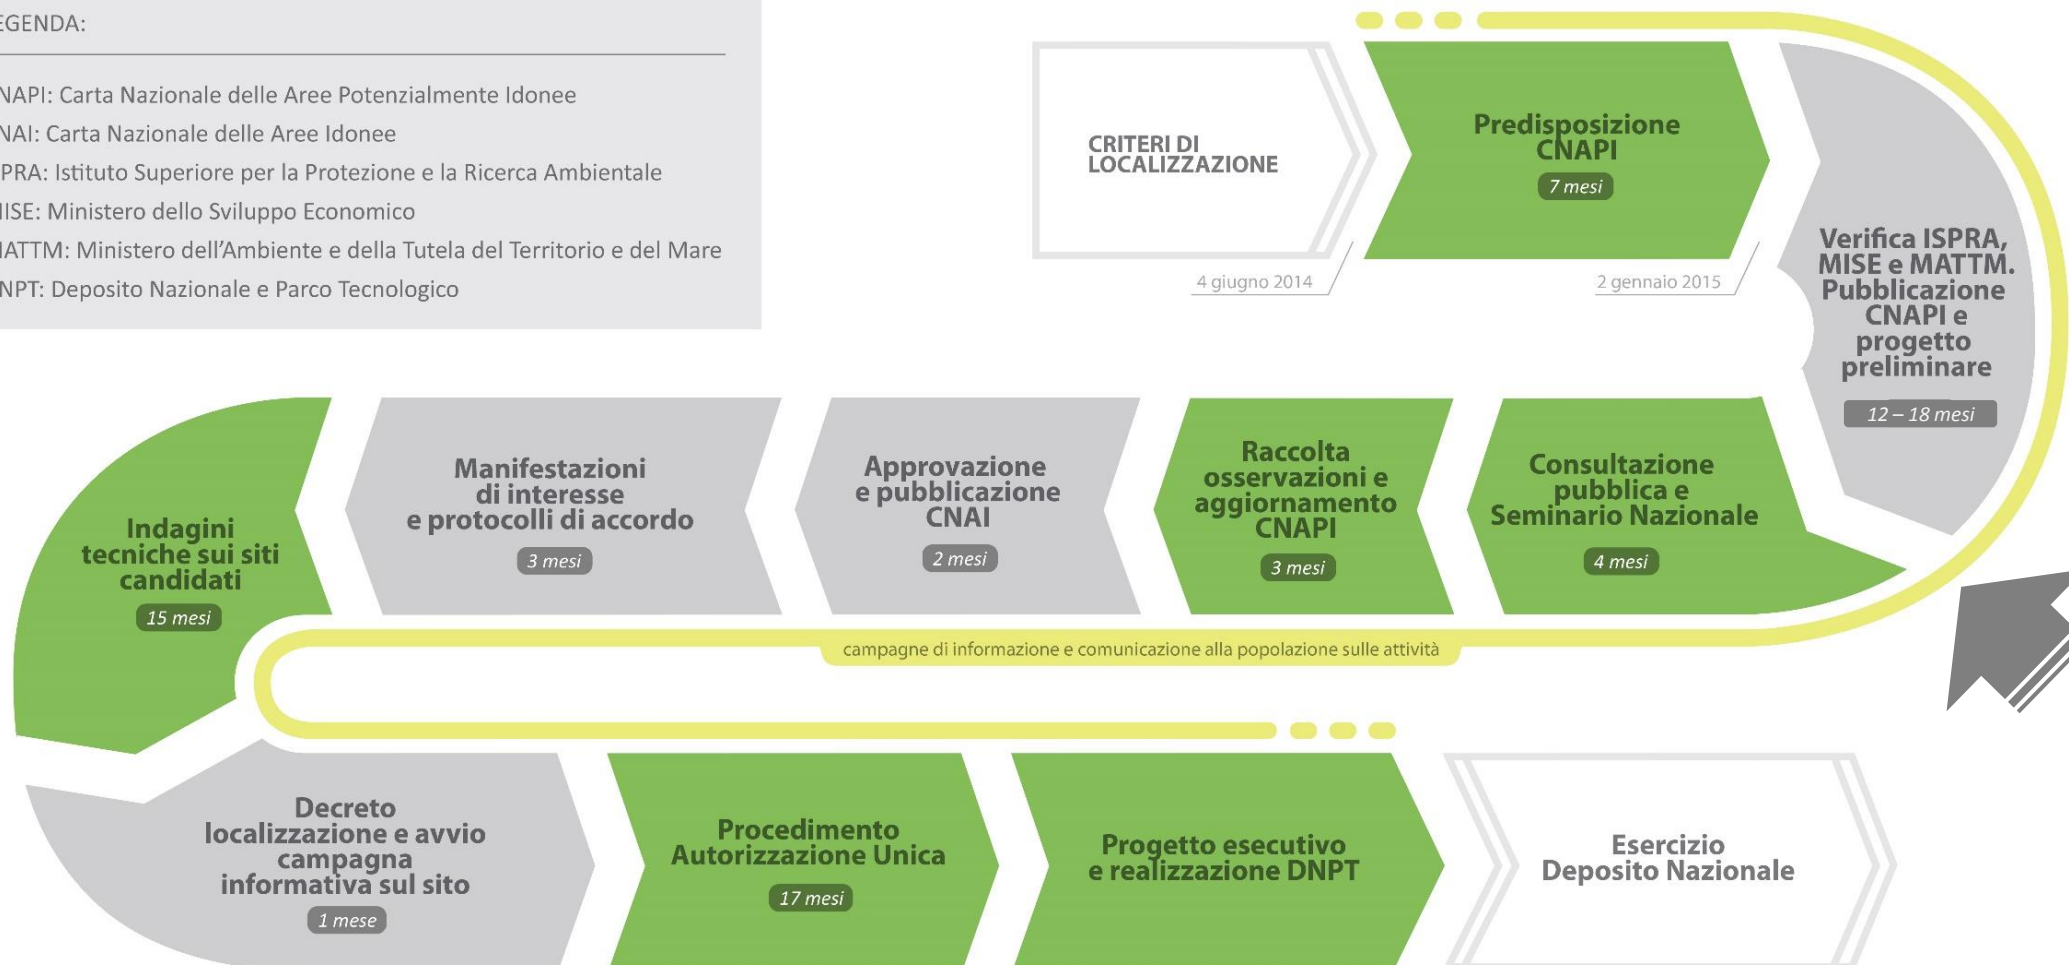 EGENDA:
NAPI: Carta Nazionale delle Aree Potenzialmente Idonee
NAI: Carta Nazionale delle Aree Idonee
PRA: Istituto Superiore per la Protezione e la Ricerca Ambientale
IISE: Ministero dello Sviluppo Economico
IATTM: Ministero dell'Ambiente e della Tutela del Territorio e del Mare
NPT: Deposito Nazionale e Parco Tecnologico
CRITERI DI
LOCALIZZAZIONE
4 giugno 2014
Predisposizione
CNAPI
7 mesi
2 gennaio 2015
Verifica ISPRA,
MISE e MATTM.
Pubblicazione
CNAPI e
progetto
preliminare
12 – 18 mesi
Consultazione
pubblica e
Seminario Nazionale
4 mesi
Raccolta
osservazioni e
aggiornamento
CNAPI
3 mesi
Approvazione
e pubblicazione
CNAI
2 mesi
Manifestazioni
di interesse
e protocolli di accordo
3 mesi
Indagini
tecniche sui siti
candidati
15 mesi
campagne di informazione e comunicazione alla popolazione sulle attività
Decreto
localizzazione e avvio
campagna
informativa sul sito
1 mese
Procedimento
Autorizzazione Unica
17 mesi
Progetto esecutivo
e realizzazione DNPT
Esercizio
Deposito Nazionale